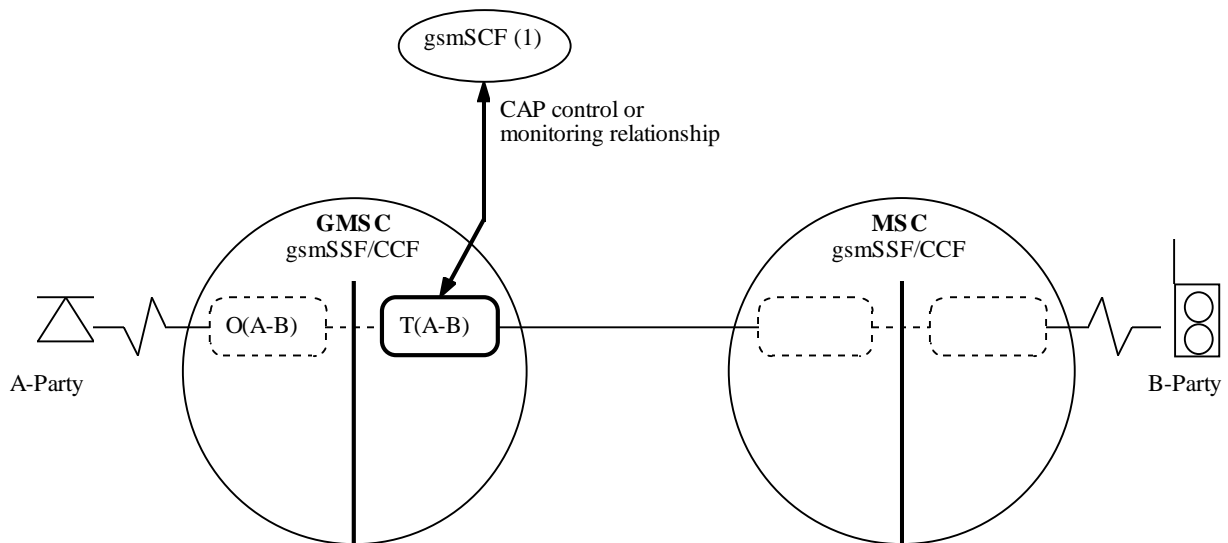 gsmSCF (1)
CAP control or
monitoring relationship
GMSC
gsmSSF/CCF
MSC
gsmSSF/CCF
O(A-B)
T(A-B)
A-Party
B-Party